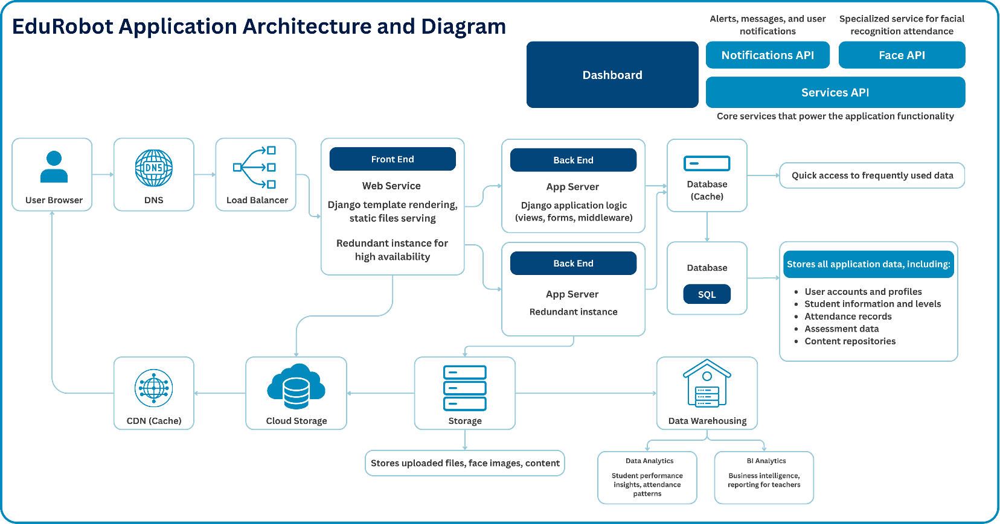 EduRobot Application Architecture and Diagram
Alerts, messages, and user
notifications
Specialized service for facial
recognition attendance
Dashboard
Notifications API
Face API
Services API
Core services that power the application functionality
User Browser
DNS
DNS
Load Balancer
Front End
Web Service
Django template rendering,
static files serving
Redundant instance for
high availability
Back End
App Server
Django application logic
(views, forms, middleware)
Back End
App Server
Redundant instance
Database
(Cache)
Quick access to frequently used data
Database
SQL
Stores all application data, including:
• User accounts and profiles
• Student information and levels
• Attendance records
• Assessment data
• Content repositories
CDN (Cache)
Cloud Storage
Storage
Data Warehousing
Stores uploaded files, face images, content
Data Analytics
Student performance
insights, attendance
patterns
BI Analytics
Business intelligence,
reporting for teachers